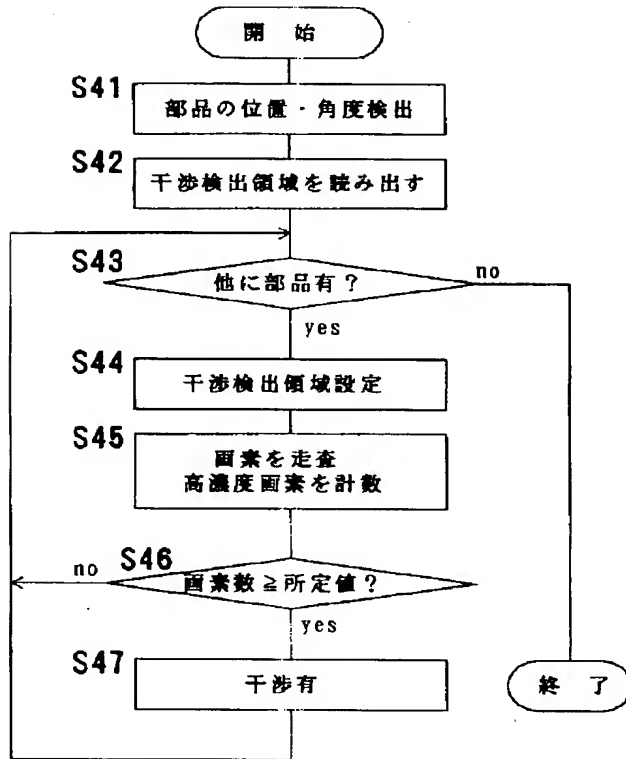 開 始
S41
部品の位置・角度検出
S42
干渉検出領域を読み出す
S43
他に部品有?
no
yes
S44
干渉検出領域設定
S45
画素を走査
高濃度画素を計数
S46
no
画素数≧所定値?
yes
S47
干渉有
終 了